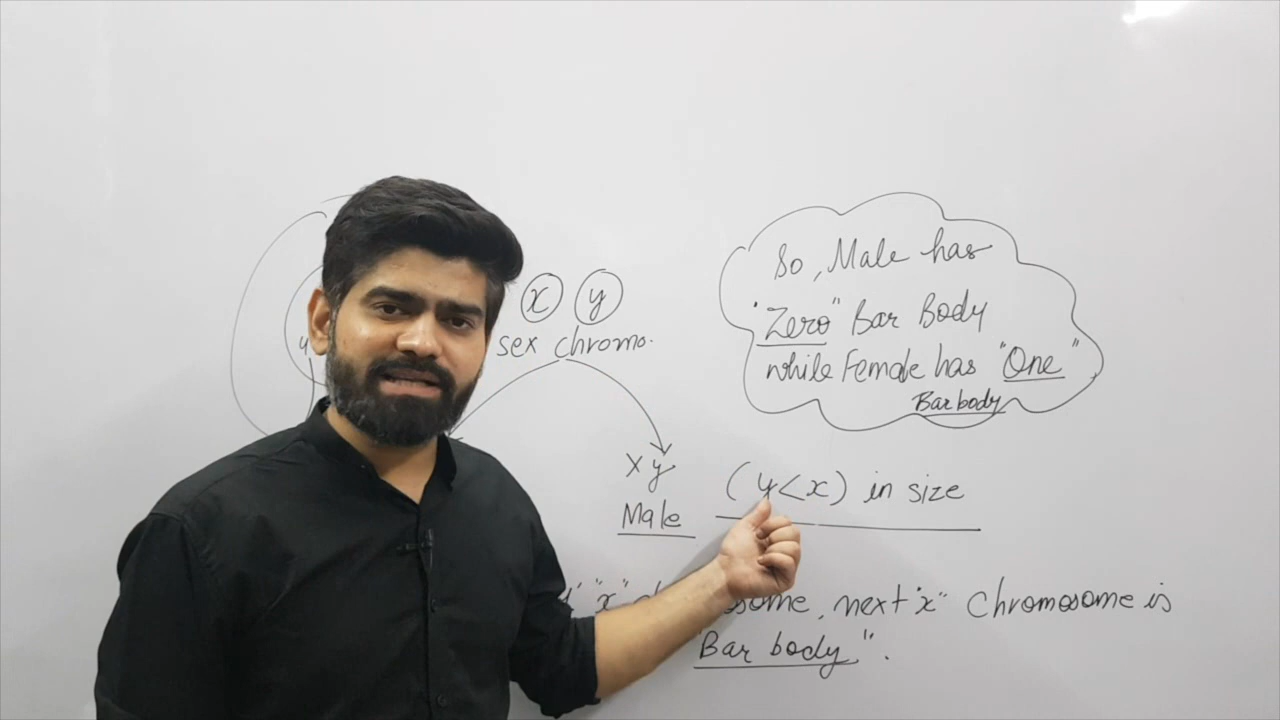 x y
sex chromo.
xy
Male
So, Male has
"Zero" Bar Body
while Female has "One"
Bar body
(y<x) in size
"x" next "x" Chromosome is
Bar body".